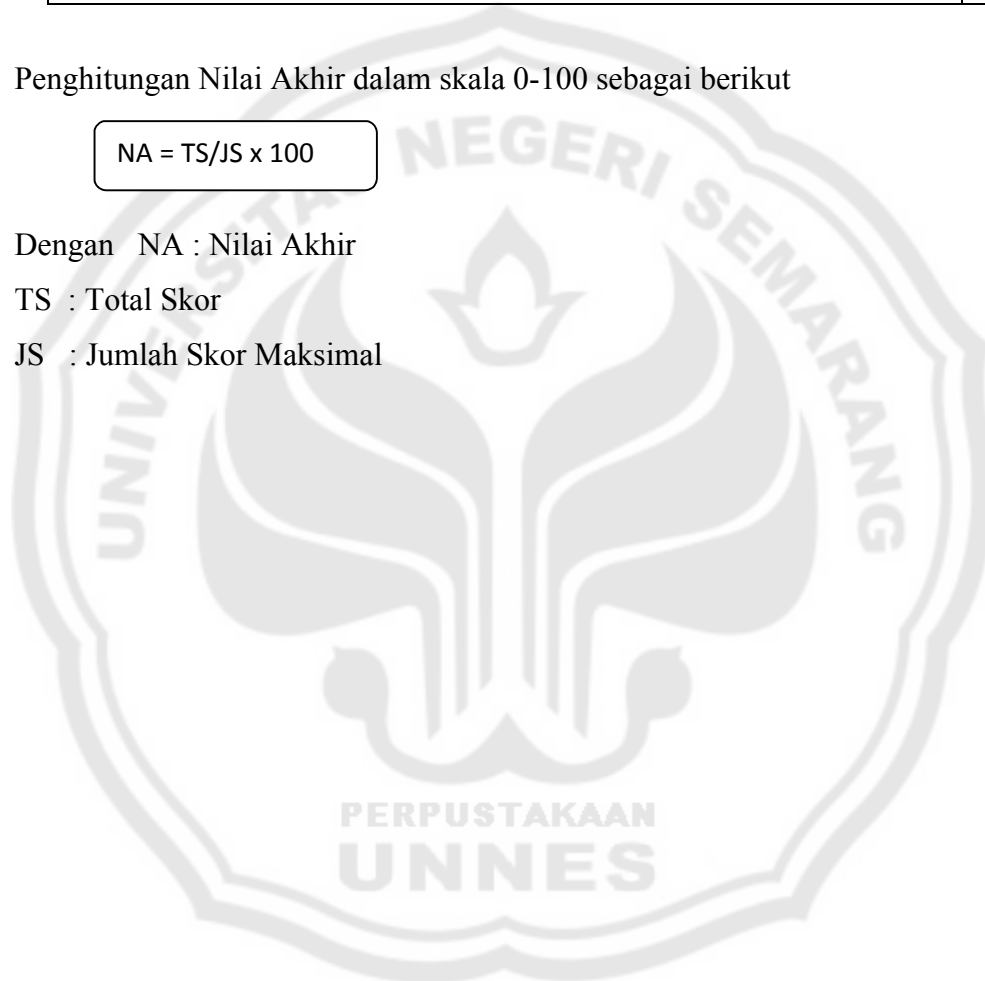 Penghitungan Nilai Akhir dalam skala 0-100 sebagai berikut
NA = TS/JS x 100
Dengan NA : Nilai Akhir
TS : Total Skor
JS : Jumlah Skor Maksimal
UNIVERSITAS NEGERI SEMARANG
PERPUSTAKAAN
UNNES